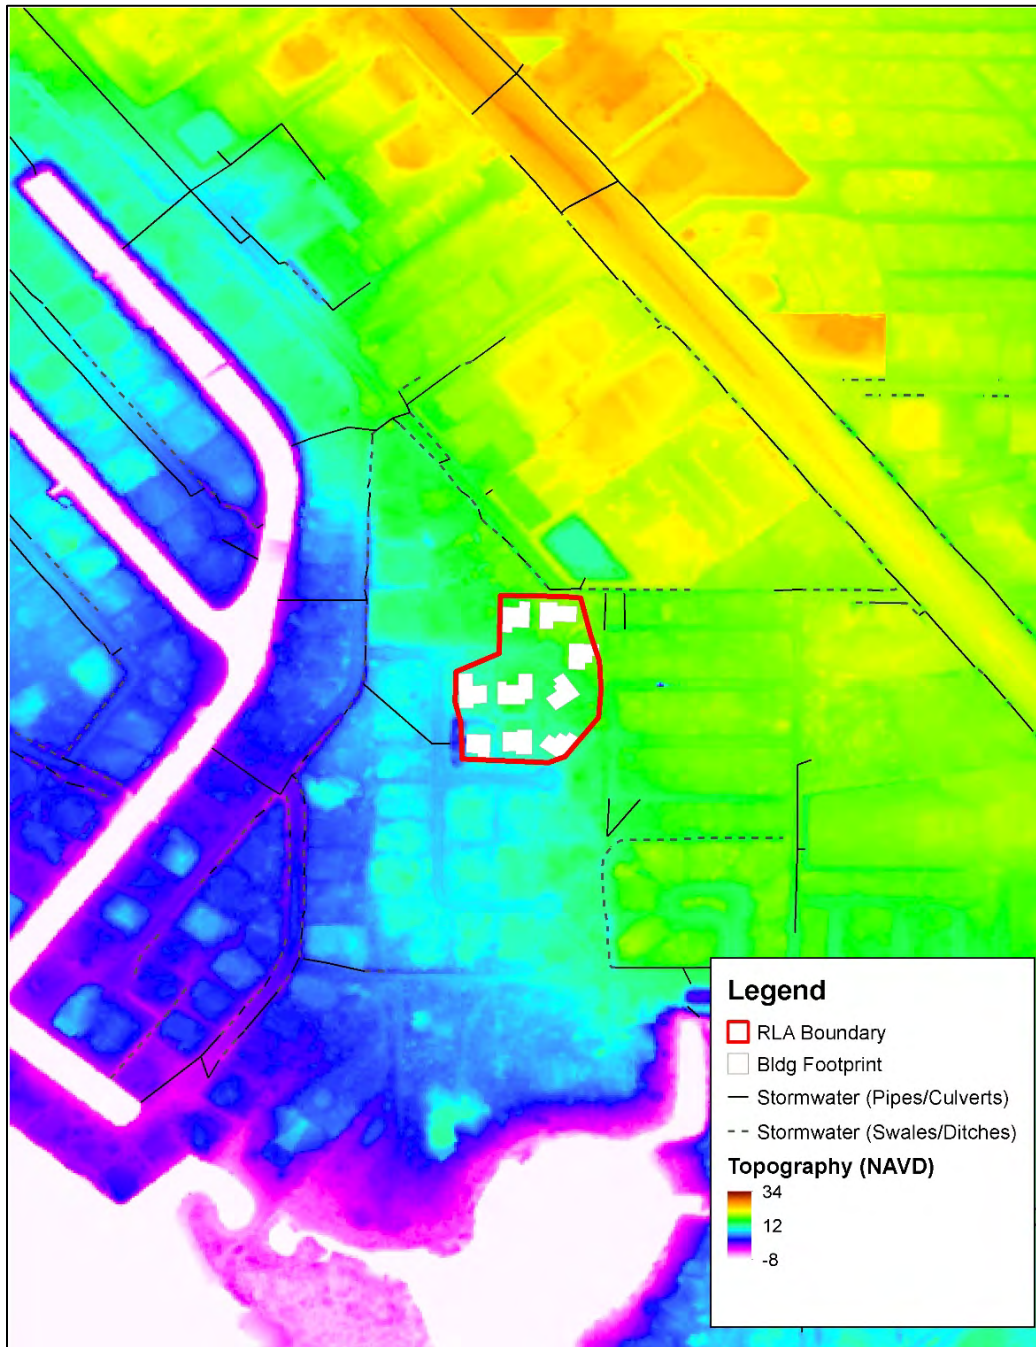 Legend
RLA Boundary
Bldg Footprint
Stormwater (Pipes/Culverts)
Stormwater (Swales/Ditches)
Topography (NAVD)
34
12
-8